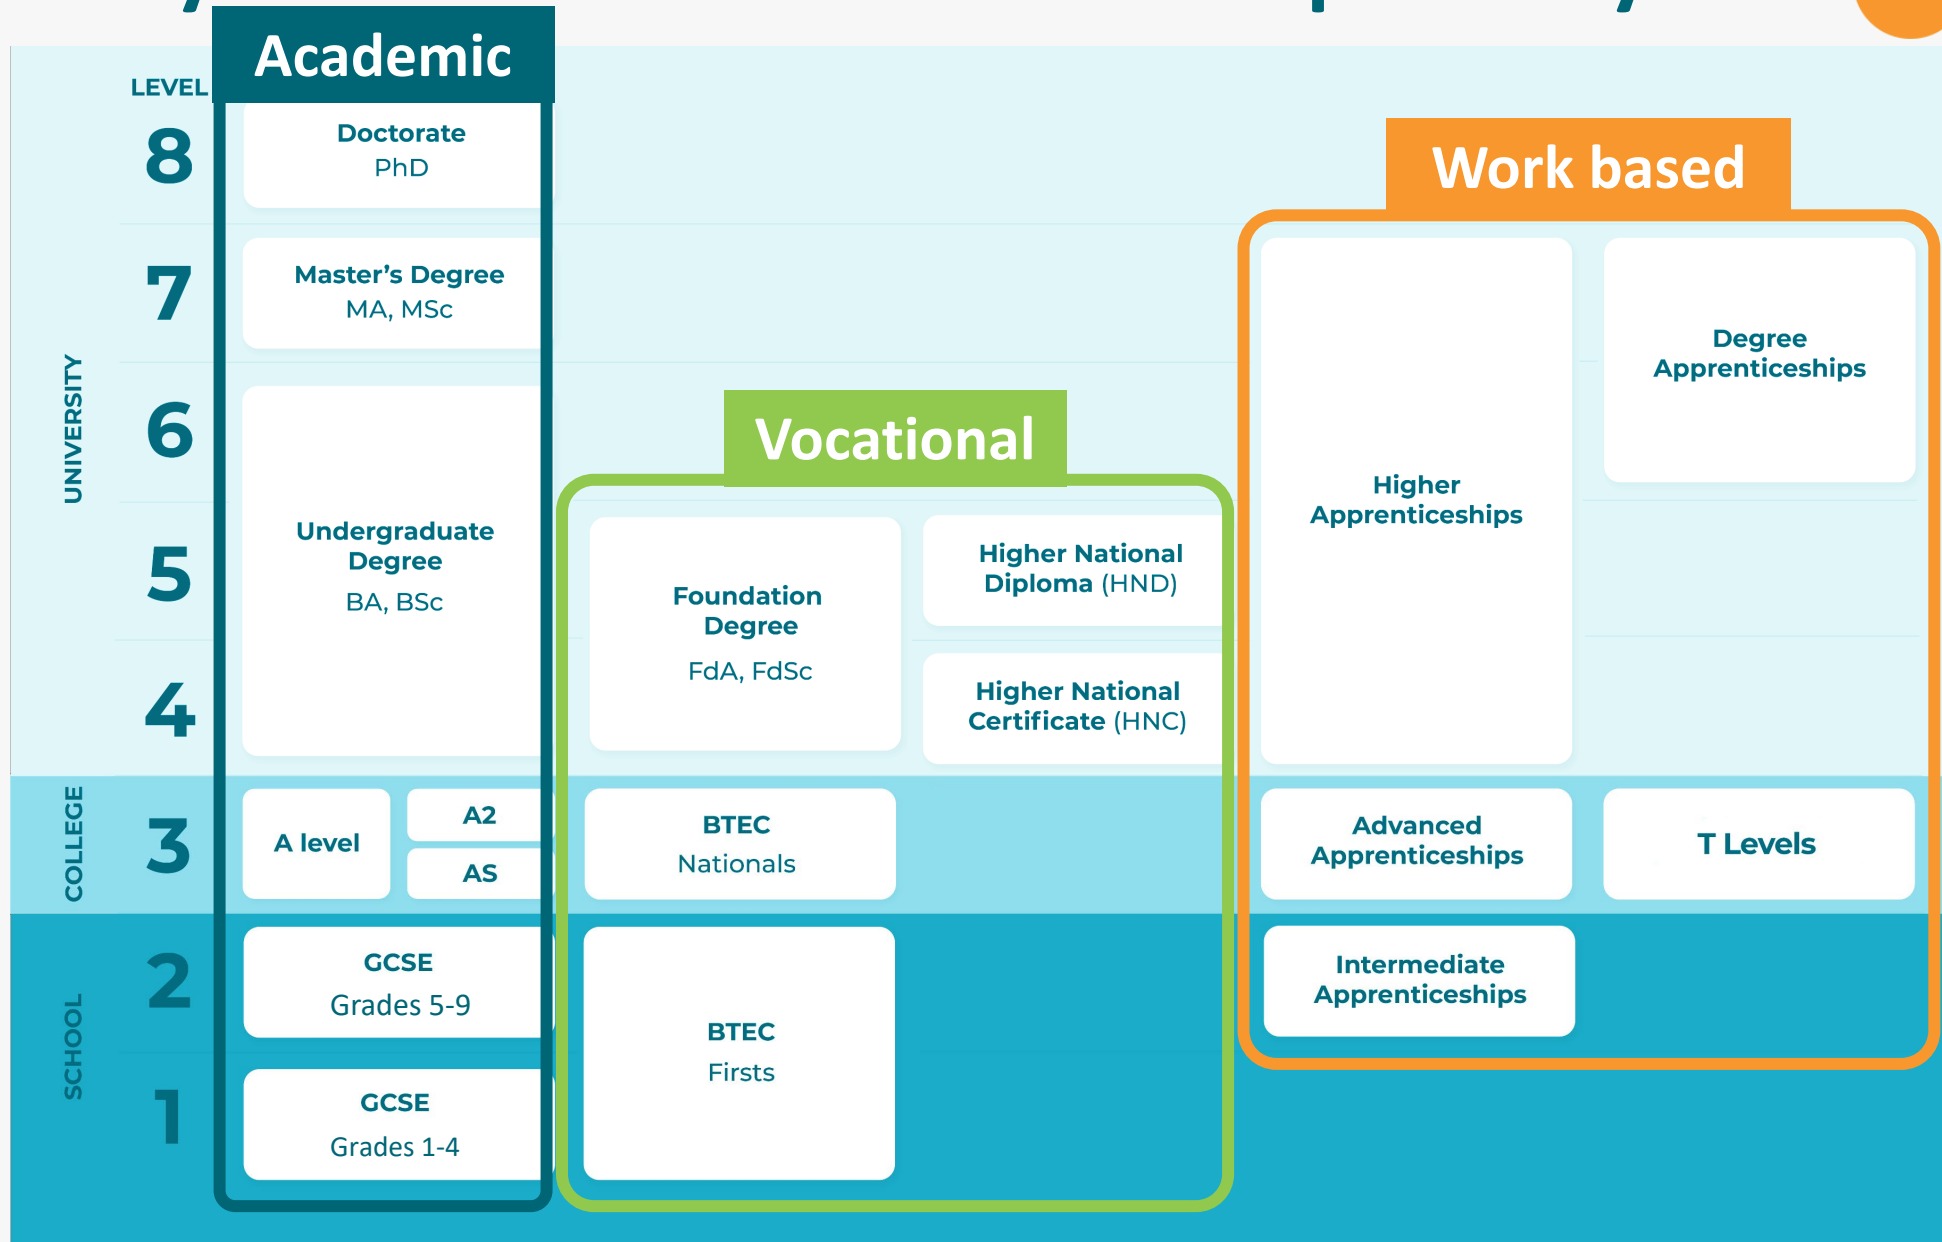 Academic
LEVEL
8
Doctorate
PhD
Work based
7
Master's Degree
MA, MSc
Degree
Apprenticeships
UNIVERSITY
6
Vocational
Higher
Apprenticeships
Undergraduate
Degree
BA, BSc
5
Foundation
Degree
FdA, FdSc
Higher National
Diploma (HND)
4
Higher National
Certificate (HNC)
COLLEGE
3
A level
A2
AS
BTEC
Nationals
Advanced
Apprenticeships
T Levels
SCHOOL
2
GCSE
Grades 5-9
BTEC
Firsts
Intermediate
Apprenticeships
1
GCSE
Grades 1-4